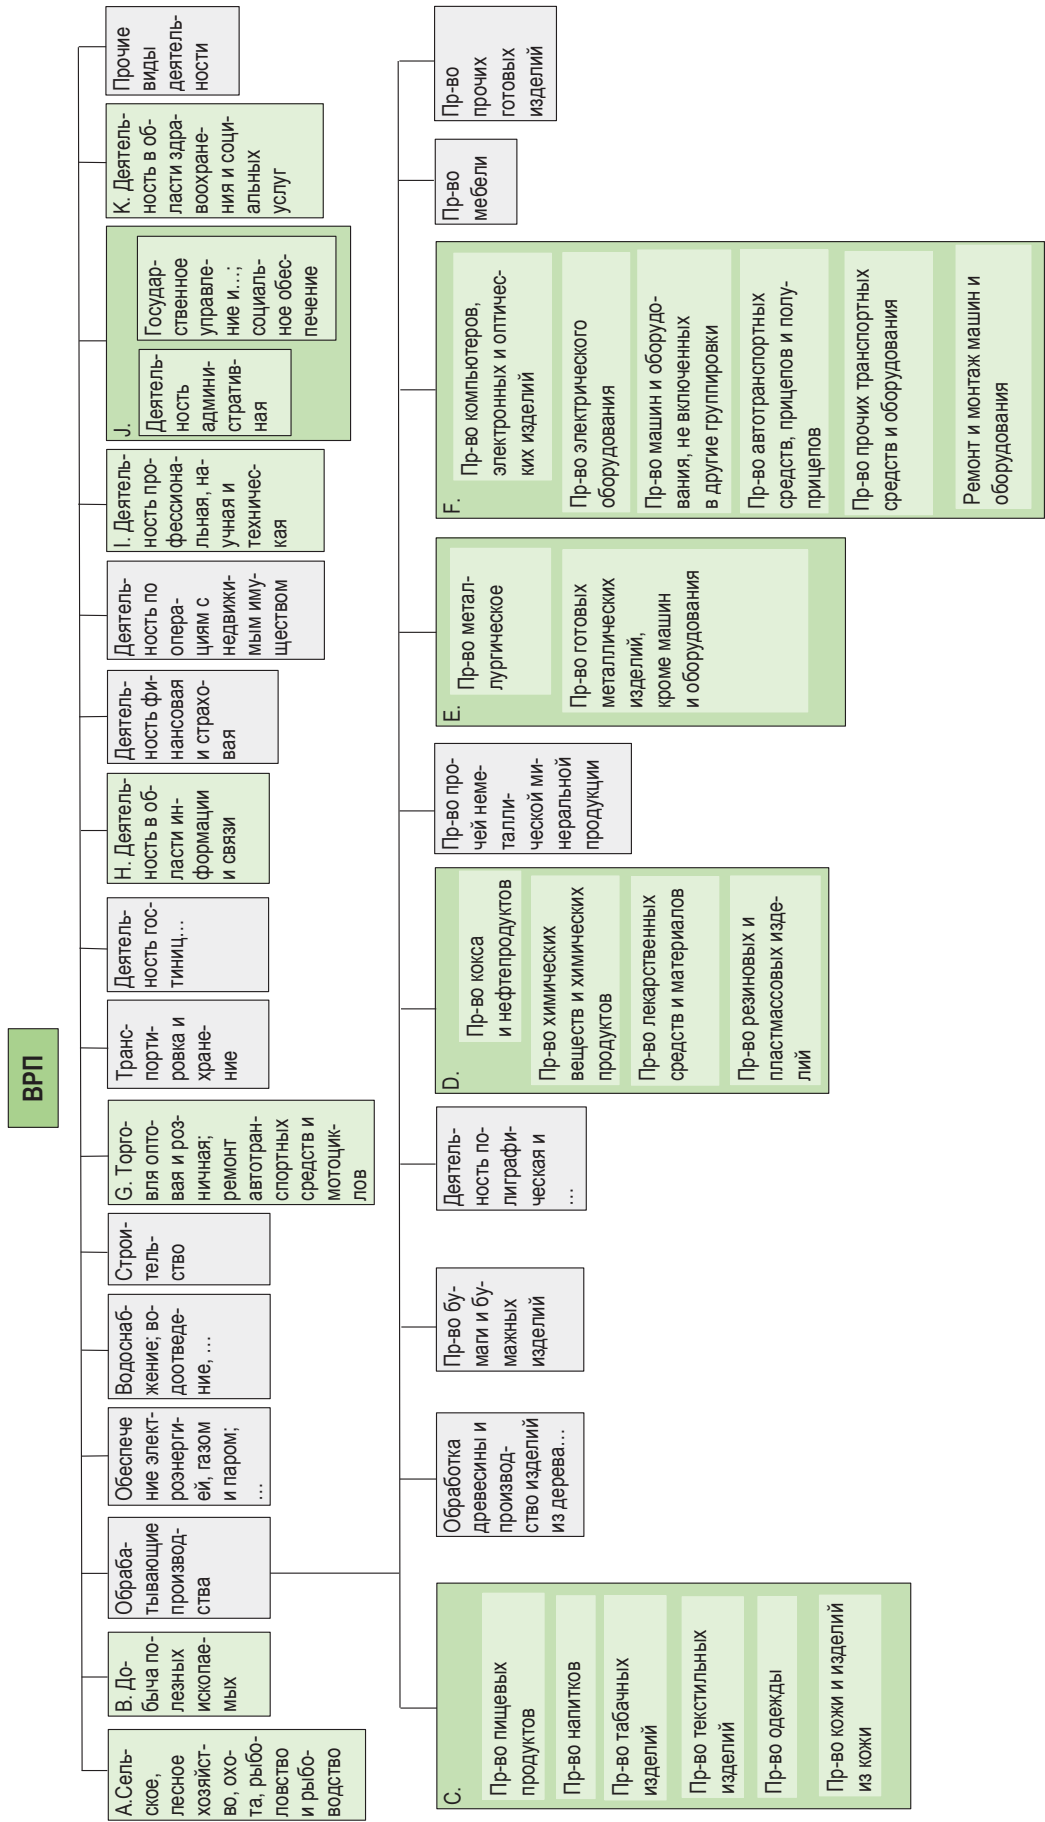 ВРП
А.Сель-
ское,
лесное
хозяйст-
во, охо-
та, рыбо-
ловство
и рыбо-
водство
В. До-
быча по-
лезных
ископае-
мых
Обраба-
тывающие
производ-
ства
Обеспече
ние элект-
роэнерги-
ей, газом
и паром;
…
Водоснаб-
жение; во-
доотведе-
ние, …
Строи-
тель-
ство
G. Торго-
вля опто-
вая и роз-
ничная;
ремонт
автотран-
спортных
средств и
мотоцик-
лов
Транс-
порти-
ровка и
хране-
ние
Деятель-
ность гос-
тиниц…
Н. Деятель-
ность в об-
ласти ин-
формации
и связи
Деятель-
ность фи-
нансовая
и страхо-
вая
Деятель-
ность по
опера-
циям с
недвижи-
мым иму-
ществом
I. Деятель-
ность про-
фессиона-
льная, на-
учная и
техничес-
кая
J.
Деятель-
ность
админи-
стратив-
ная
Государ-
ственное
управле-
ние и…;
социаль-
ное обес-
печение
К. Деятель-
ность в об-
ласти здра-
воохране-
ния и соци-
альных
услуг
Прочие
виды
деятель-
ности
С.
Пр-во пищевых
продуктов
Пр-во напитков
Пр-во табачных
изделий
Пр-во текстильных
изделий
Пр-во одежды
Пр-во кожи и изделий
из кожи
Обработка
древесины и
производ-
ство изделий
из дерева…
Пр-во бу-
маги и бу-
мажных
изделий
Деятель-
ность по-
лиграфи-
ческая и
…
D.
Пр-во кокса
и нефтепродуктов
Пр-во химических
веществ и химических
продуктов
Пр-во лекарственных
средств и материалов
Пр-во резиновых и
пластмассовых изде-
лий
Пр-во про-
чей неме-
талли-
ческой ми-
неральной
продукции
Е.
Пр-во метал-
лургическое
Пр-во готовых
металлических
изделий,
кроме машин
и оборудования
F.
Пр-во компьютеров,
электронных и оптичес-
ких изделий
Пр-во электрического
оборудования
Пр-во машин и оборудо-
вания, не включенных
в другие группировки
Пр-во автотранспортных
средств, прицепов и полу-
прицепов
Пр-во прочих транспортных
средств и оборудования
Ремонт и монтаж машин и
оборудования
Пр-во
мебели
Пр-во
прочих
готовых
изделий